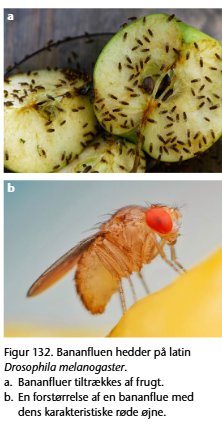 a
b
Figur 132. Bananfluen hedder på latin
Drosophila melanogaster.
a. Bananfluer tiltrækkes af frugt.
b. En forstørrelse af en bananflue med
dens karakteristiske røde øjne.